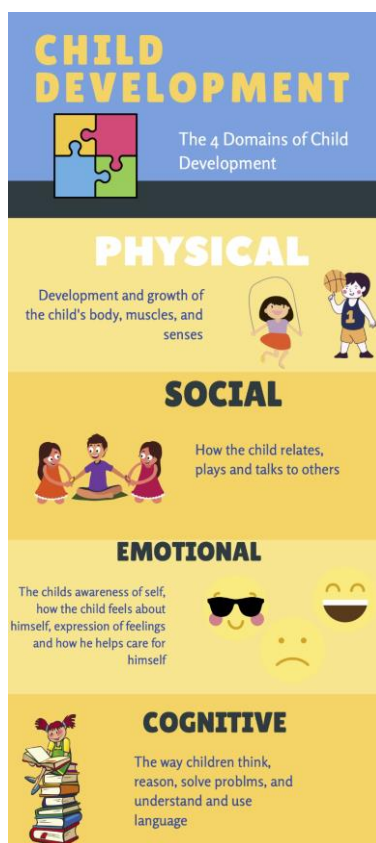 CHILD
DEVELOPMENT
The 4 Domains of Child
Development
PHYSICAL
Development and growth of
the child's body, muscles, and
senses
1
SOCIAL
How the child relates,
plays and talks to others
EMOTIONAL
The childs awareness of self,
how the child feels about
himself, expression of feelings
and how he helps care for
himself
COGNITIVE
The way children think,
reason, solve problms, and
understand and use
language